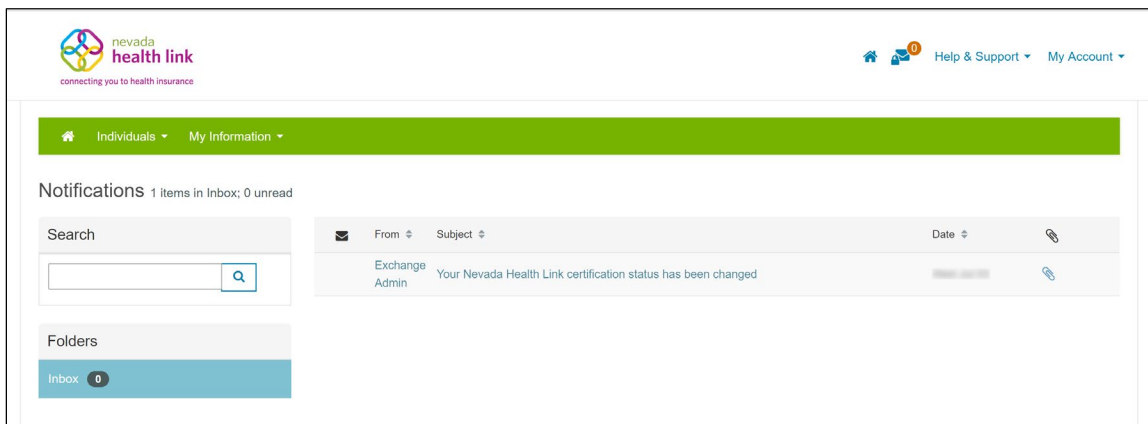 nevada
health link
connecting you to health insurance
0
Help & Support
My Account
Individuals
My Information
Notifications 1 items in Inbox; 0 unread
Search
From Subject Date
Exchange
Admin
Your Nevada Health Link certification status has been changed
Folders
Inbox 0